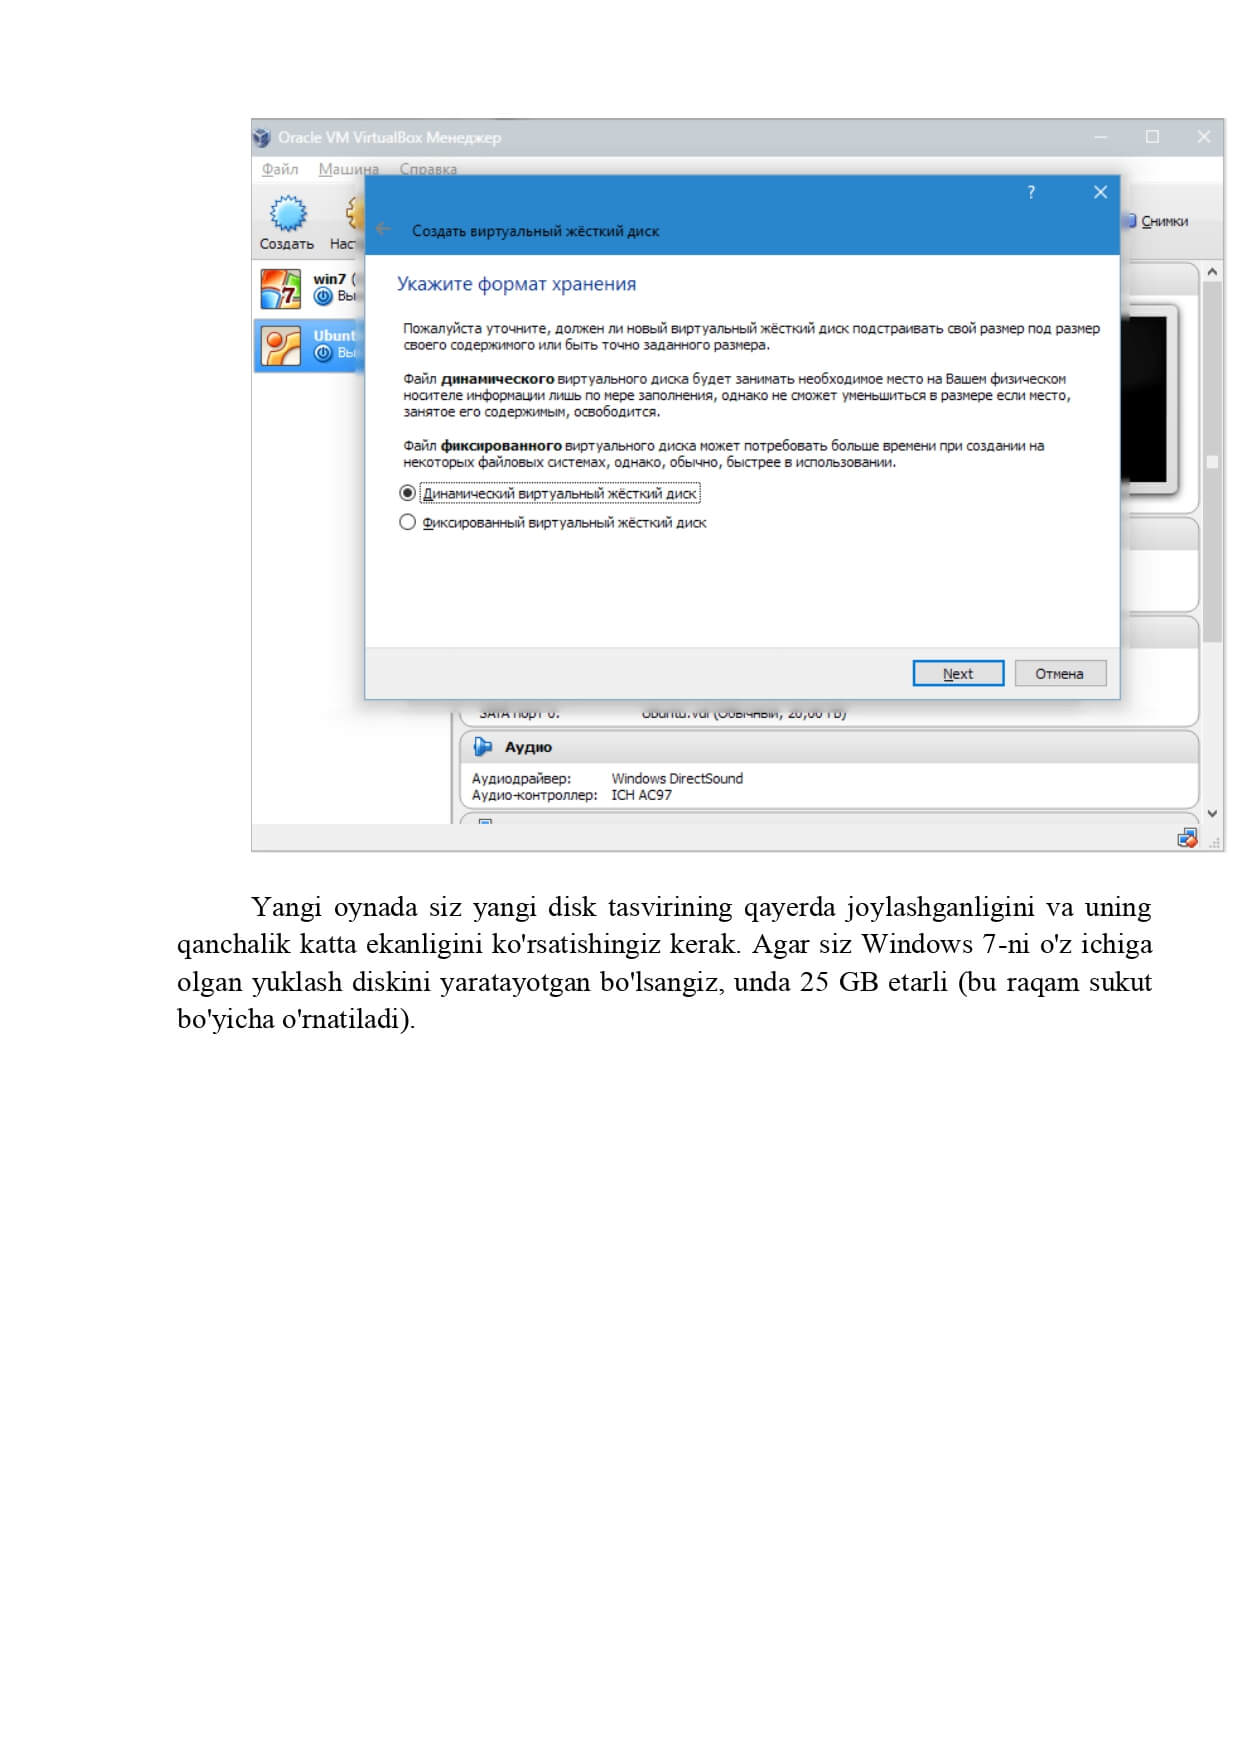 Oracle VM VirtualBox Менеджер
Файл Машина Справка
Создать
Снимки
win7 (
Создать виртуальный жёсткий диск
Укажите формат хранения
Пожалуйста уточните, должен ли новый виртуальный жёсткий диск подстраивать свой размер под размер
своего содержимого или быть точно заданного размера.
Файл динамического виртуального диска будет занимать необходимое место на Вашем физическом
носителе информации лишь по мере заполнения, однако не сможет уменьшиться в размере если место,
занятое его содержимым, освободится.
Файл фиксированного виртуального диска может потребовать больше времени при создании на
некоторых файловых системах, однако, обычно, быстрее в использовании.
Динамический виртуальный жёсткий диск
Фиксированный виртуальный жёсткий диск
Next Отмена
SATA порт 0: Ubuntu.vdi (Обычный, 20,00 ГБ)
Аудио
Аудиодрайвер: Windows DirectSound
Аудио-контроллер: ICH AC97
Yangi oynada siz yangi disk tasvirining qayerda joylashganligini va uning
qanchalik katta ekanligini ko'rsatishingiz kerak. Agar siz Windows 7-ni o'z ichiga
olgan yuklash diskini yaratayotgan bo'lsangiz, unda 25 GB etarli (bu raqam sukut
bo'yicha o'rnatiladi).